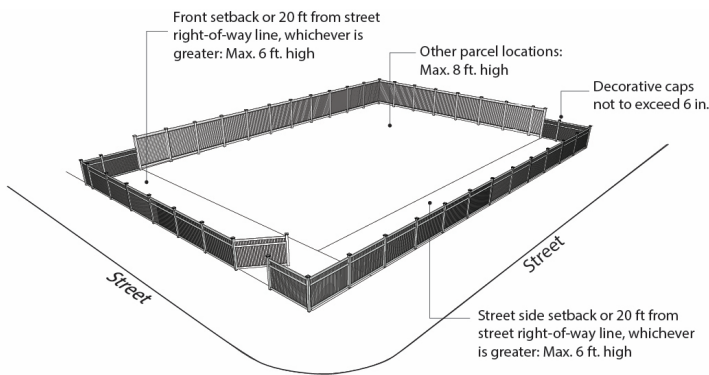 Front setback or 20 ft from street
right-of-way line, whichever is
greater: Max. 6 ft. high
Other parcel locations:
Max. 8 ft. high
Decorative caps
not to exceed 6 in.
Street
Street
Street side setback or 20 ft from
street right-of-way line, whichever
is greater: Max. 6 ft. high